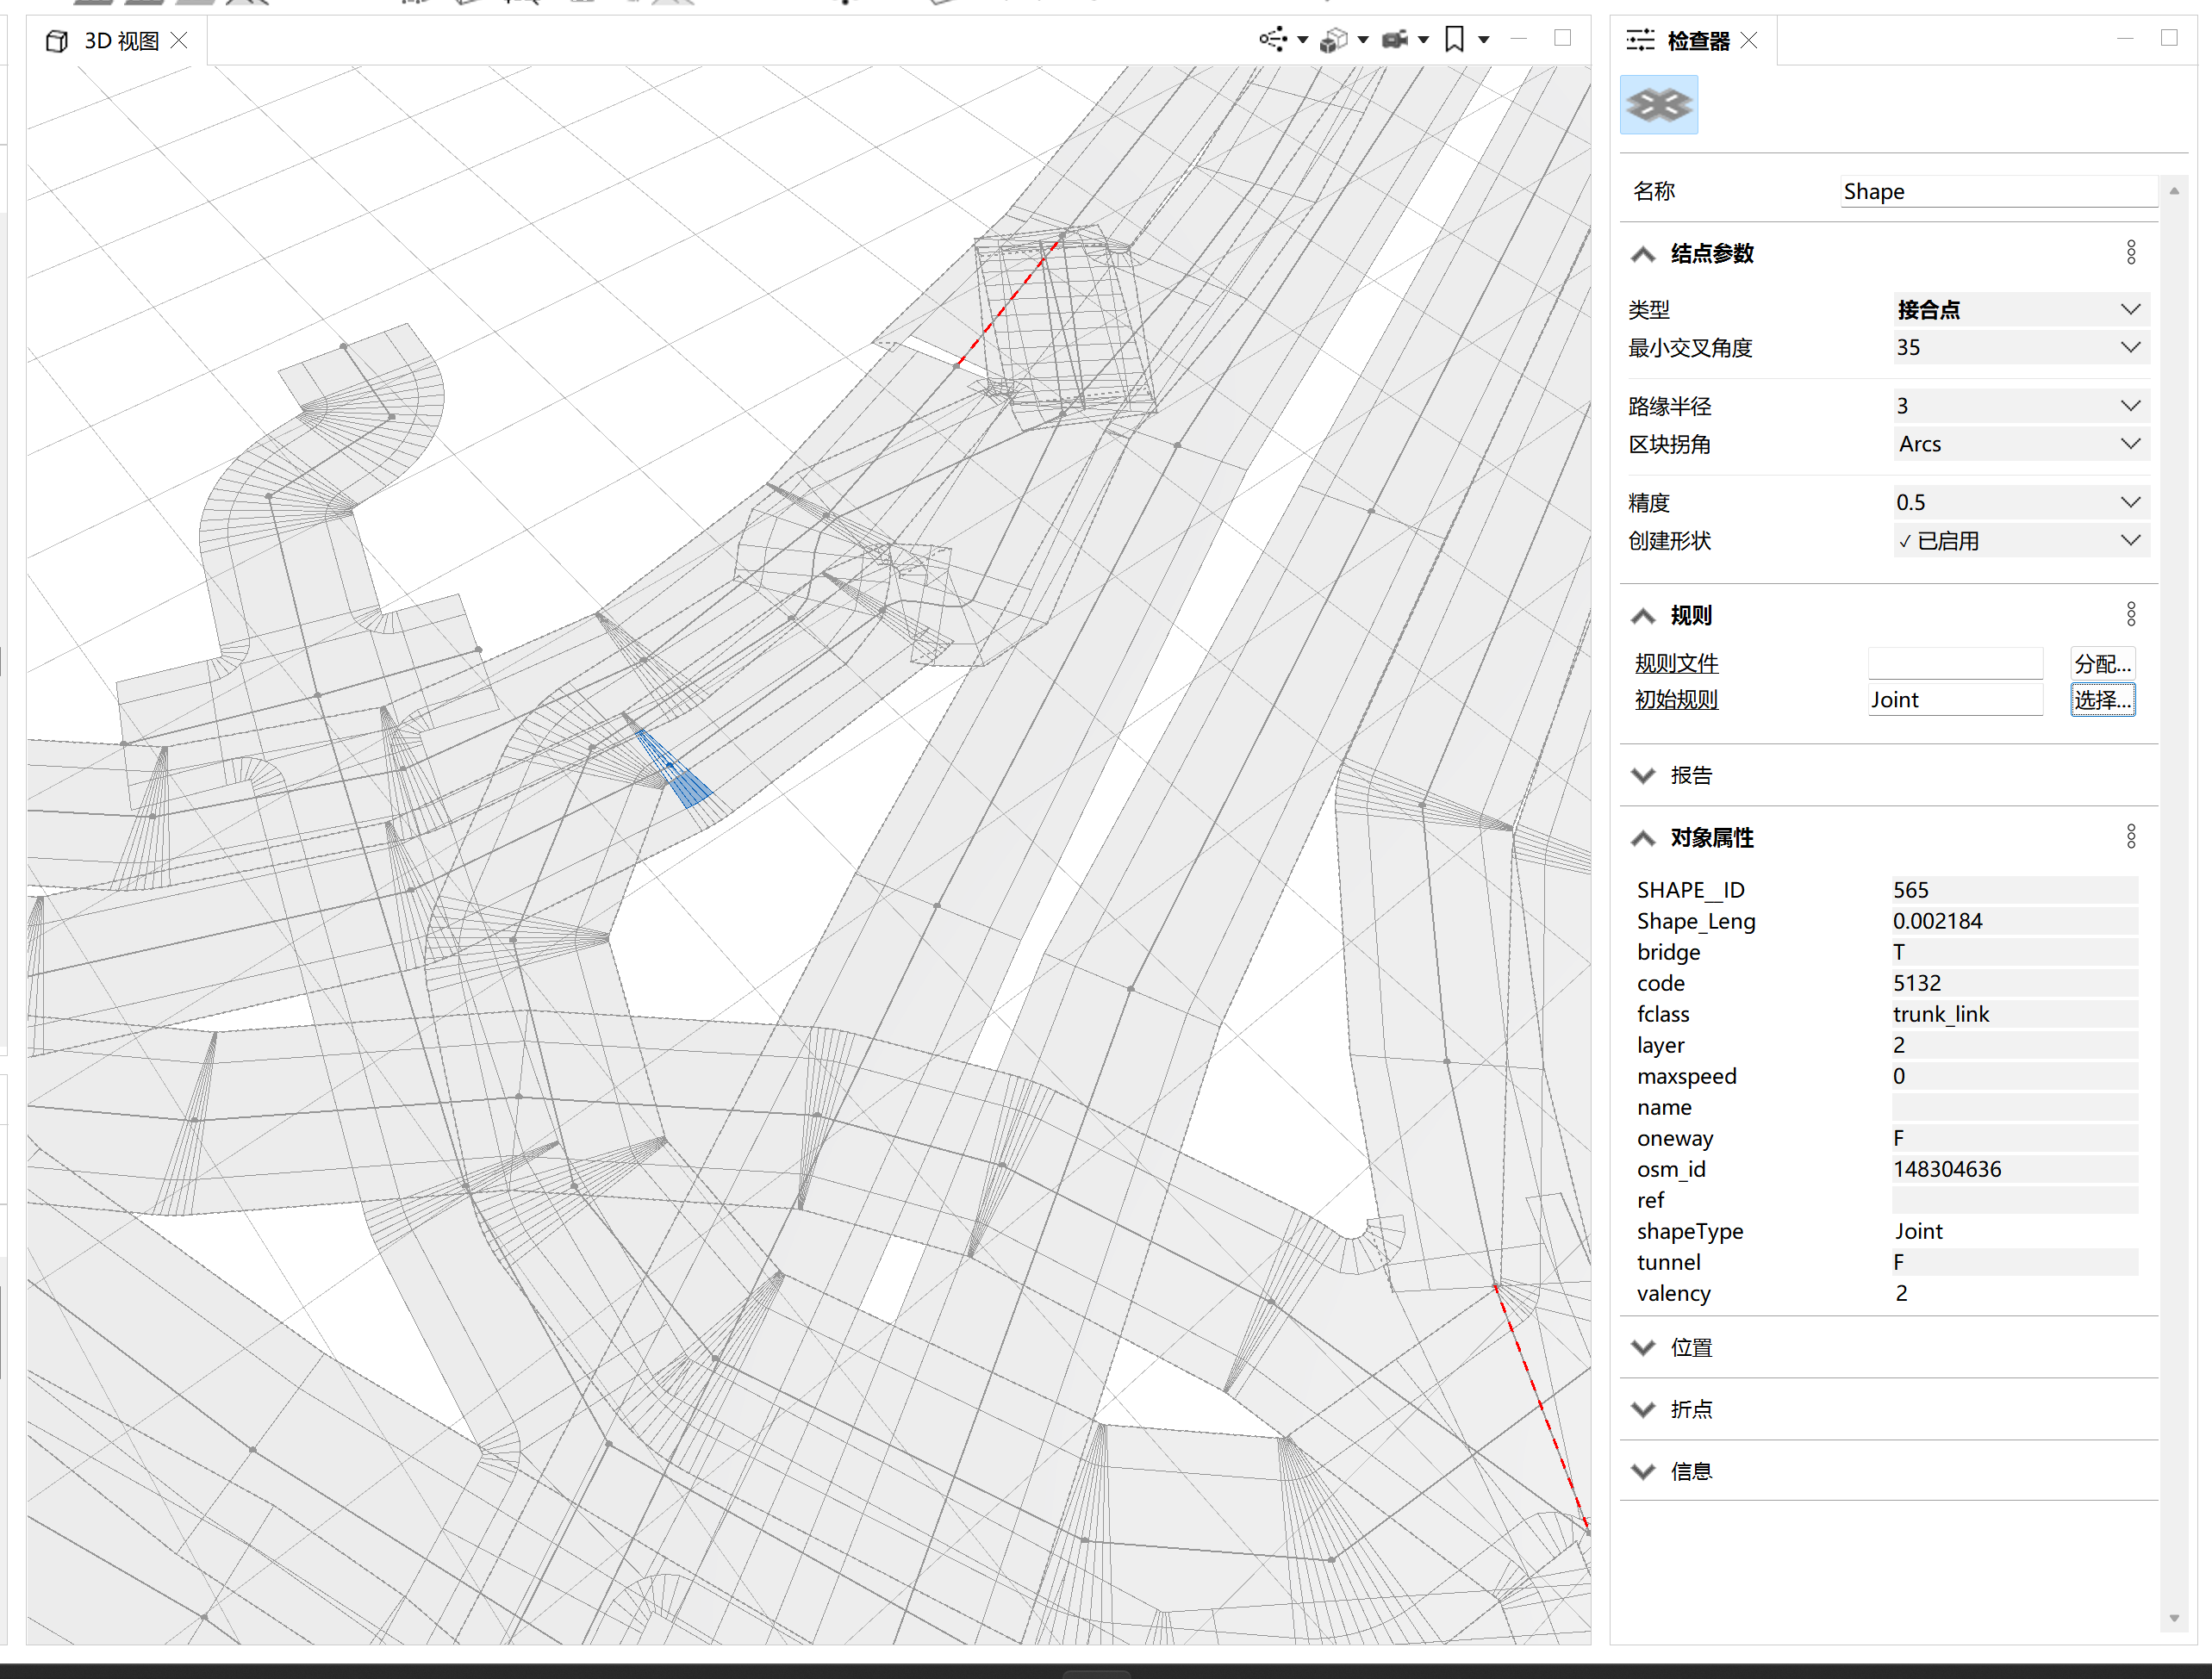 3D 视图
检查器
名称 Shape
结点参数
类型 接合点
最小交叉角度 35
路缘半径 3
区块拐角 Arcs
精度 0.5
创建形状 ✓ 已启用
规则
规则文件 分配...
初始规则 Joint 选择...
报告
对象属性
SHAPE__ID 565
Shape_Leng 0.002184
bridge T
code 5132
fclass trunk_link
layer 2
maxspeed 0
name
oneway F
osm_id 148304636
ref
shapeType Joint
tunnel F
valency 2
位置
折点
信息